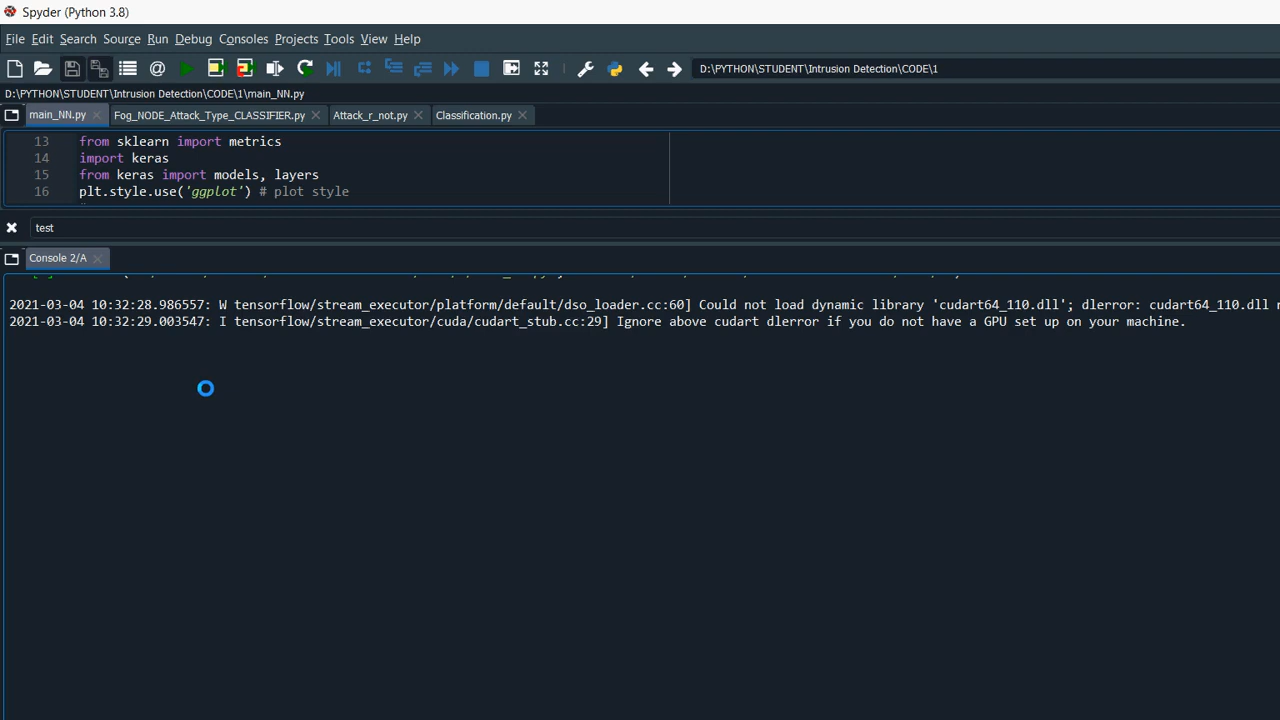 Spyder (Python 3.8)
File Edit Search Source Run Debug Consoles Projects Tools View Help
D:\PYTHON\STUDENT\Intrusion Detection\CODE\1
D:\PYTHON\STUDENT\Intrusion Detection\CODE\1\main_NN.py
main_NN.py Fog_NODE_Attack_Type_CLASSIFIER.py Attack_r_not.py Classification.py
13 from sklearn import metrics
14 import keras
15 from keras import models, layers
16 plt.style.use('ggplot') # plot style
test
Console 2/A
2021-03-04 10:32:28.986557: W tensorflow/stream_executor/platform/default/dso_loader.cc:60] Could not load dynamic library 'cudart64_110.dll'; dlerror: cudart64_110.dll
2021-03-04 10:32:29.003547: I tensorflow/stream_executor/cuda/cudart_stub.cc:29] Ignore above cudart dlerror if you do not have a GPU set up on your machine.